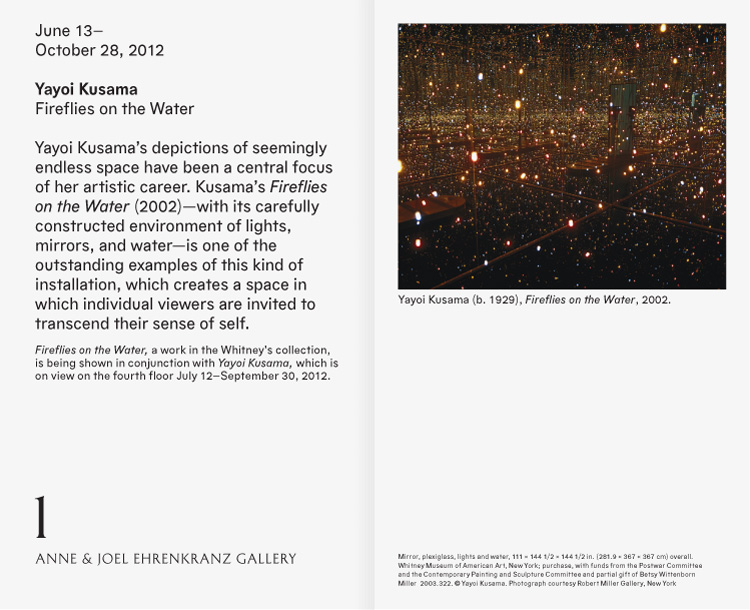 June 13–
October 28, 2012
Yayoi Kusama
Fireflies on the Water
Yayoi Kusama’s depictions of seemingly
endless space have been a central focus
of her artistic career. Kusama’s Fireflies
on the Water (2002)—with its carefully
constructed environment of lights,
mirrors, and water—is one of the
outstanding examples of this kind of
installation, which creates a space in
which individual viewers are invited to
transcend their sense of self.
Fireflies on the Water, a work in the Whitney’s collection,
is being shown in conjunction with Yayoi Kusama, which is
on view on the fourth floor July 12–September 30, 2012.
1
ANNE & JOEL EHRENKRANZ GALLERY
Yayoi Kusama (b. 1929), Fireflies on the Water, 2002.
Mirror, plexiglass, lights and water, 111 × 144 1/2 × 144 1/2 in. (281.9 × 367 × 367 cm) overall.
Whitney Museum of American Art, New York; purchase, with funds from the Postwar Committee
and the Contemporary Painting and Sculpture Committee and partial gift of Betsy Wittenborn
Miller 2003.322. © Yayoi Kusama. Photograph courtesy Robert Miller Gallery, New York